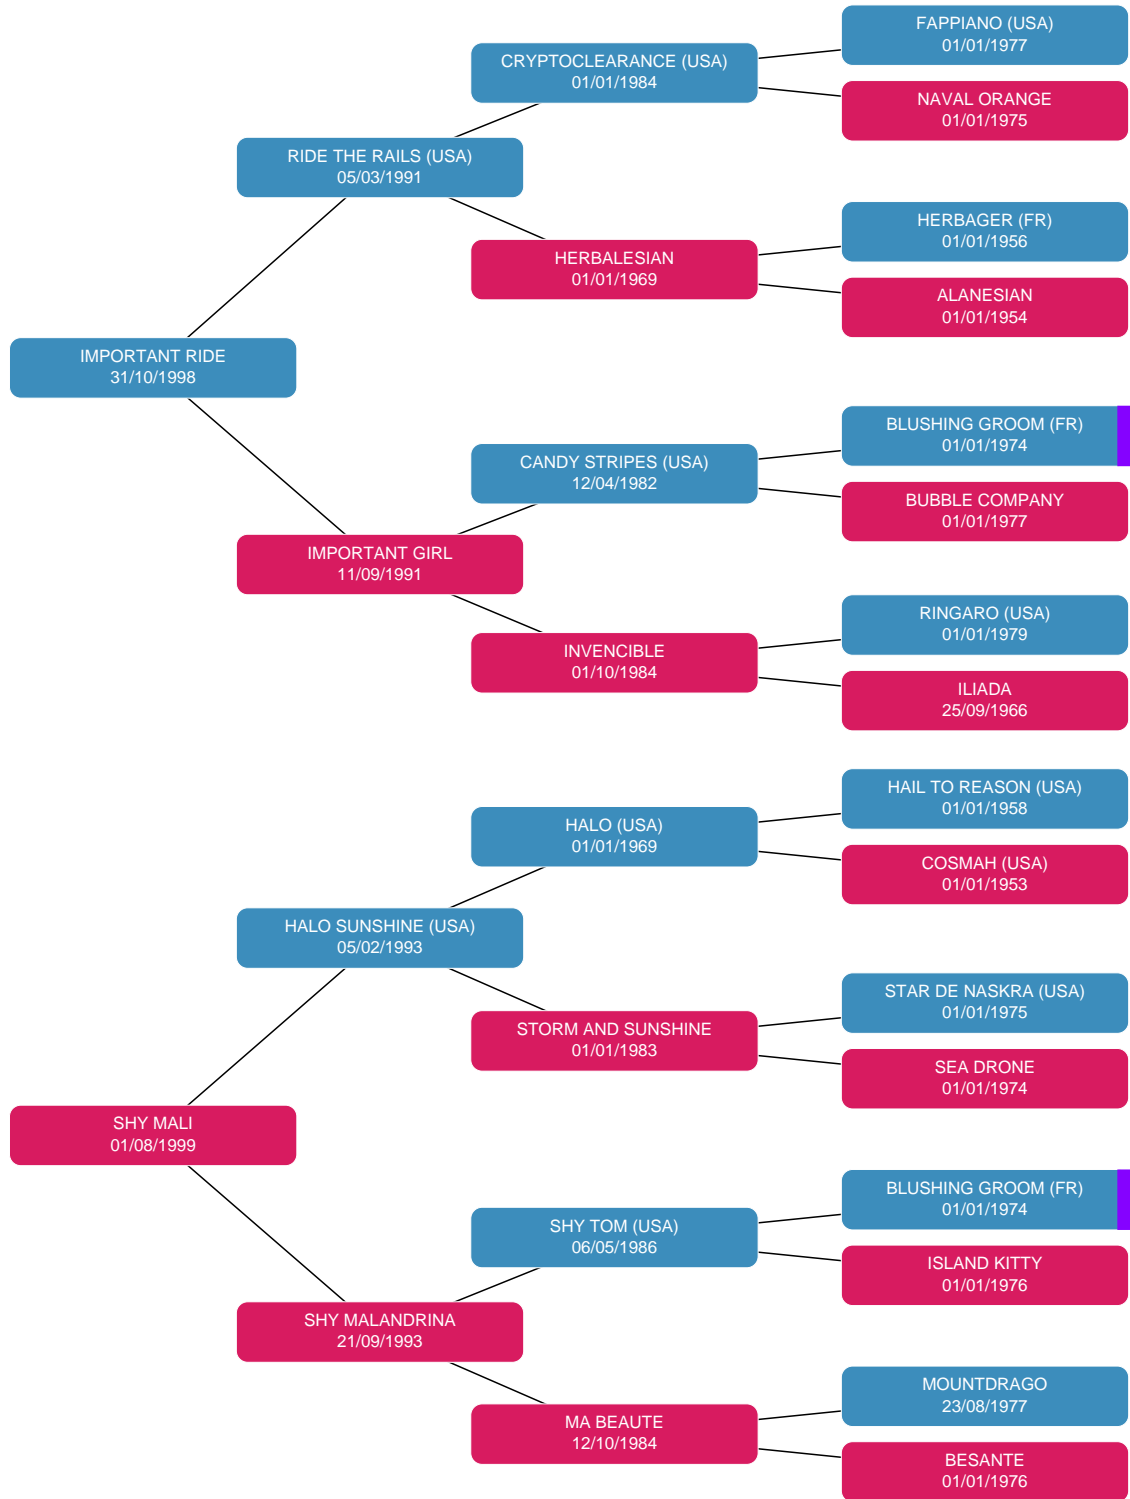 FAPPIANO (USA)
01/01/1977
CRYPTOCLEARANCE (USA)
01/01/1984
NAVAL ORANGE
01/01/1975
RIDE THE RAILS (USA)
05/03/1991
HERBAGER (FR)
01/01/1956
HERBALESIAN
01/01/1969
ALANESIAN
01/01/1954
IMPORTANT RIDE
31/10/1998
BLUSHING GROOM (FR)
01/01/1974
CANDY STRIPES (USA)
12/04/1982
BUBBLE COMPANY
01/01/1977
IMPORTANT GIRL
11/09/1991
RINGARO (USA)
01/01/1979
INVENCIBLE
01/10/1984
ILIADA
25/09/1966
HAIL TO REASON (USA)
01/01/1958
HALO (USA)
01/01/1969
COSMAH (USA)
01/01/1953
HALO SUNSHINE (USA)
05/02/1993
STAR DE NASKRA (USA)
01/01/1975
STORM AND SUNSHINE
01/01/1983
SEA DRONE
01/01/1974
SHY MALI
01/08/1999
BLUSHING GROOM (FR)
01/01/1974
SHY TOM (USA)
06/05/1986
ISLAND KITTY
01/01/1976
SHY MALANDRINA
21/09/1993
MOUNTDRAGO
23/08/1977
MA BEAUTE
12/10/1984
BESANTE
01/01/1976